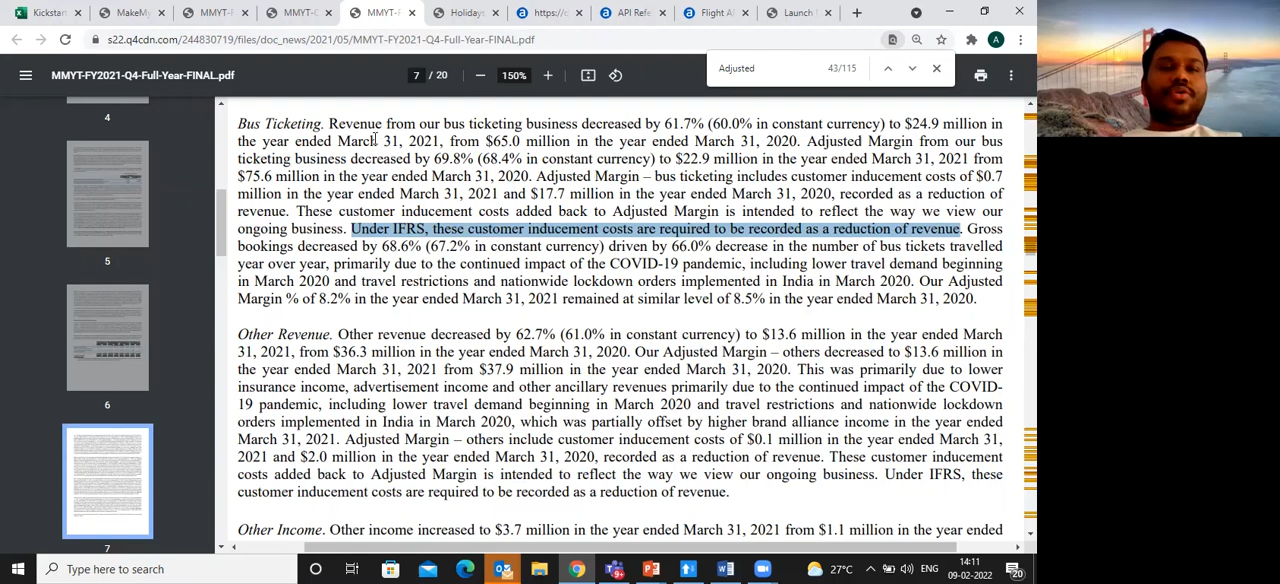 Kickstart
MakeMy
MMYT-F
MMYT-C
MMYT-F
Holidays
https://c
API Refe
Flight A
Launch
s22.q4cdn.com/244830719/files/doc_news/2021/05/MMYT-FY2021-Q4-Full-Year-FINAL.pdf
A
MMYT-FY2021-Q4-Full-Year-FINAL.pdf
7 / 20
150%
Adjusted
43/115
4
5
6
7
Bus Ticketing. Revenue from our bus ticketing business decreased by 61.7% (60.0% in constant currency) to $24.9 million in
the year ended March 31, 2021, from $65.0 million in the year ended March 31, 2020. Adjusted Margin from our bus
ticketing business decreased by 69.8% (68.4% in constant currency) to $22.9 million in the year ended March 31, 2021 from
$75.6 million in the year ended March 31, 2020. Adjusted Margin – bus ticketing includes customer inducement costs of $0.7
million in the year ended March 31, 2021 and $17.7 million in the year ended March 31, 2020, recorded as a reduction of
revenue. These customer inducement costs added back to Adjusted Margin is intended to reflect the way we view our
ongoing business. Under IFRS, these customer inducement costs are required to be recorded as a reduction of revenue. Gross
bookings decreased by 68.6% (67.2% in constant currency) driven by 66.0% decrease in the number of bus tickets travelled
year over year, primarily due to the continued impact of the COVID-19 pandemic, including lower travel demand beginning
in March 2020 and travel restrictions and nationwide lockdown orders implemented in India in March 2020. Our Adjusted
Margin % of 8.2% in the year ended March 31, 2021 remained at similar level of 8.5% in the year ended March 31, 2020.
Other Revenue. Other revenue decreased by 62.7% (61.0% in constant currency) to $13.6 million in the year ended March
31, 2021, from $36.3 million in the year ended March 31, 2020. Our Adjusted Margin – others decreased to $13.6 million in
the year ended March 31, 2021 from $37.9 million in the year ended March 31, 2020. This was primarily due to lower
insurance income, advertisement income and other ancillary revenues primarily due to the continued impact of the COVID-
19 pandemic, including lower travel demand beginning in March 2020 and travel restrictions and nationwide lockdown
orders implemented in India in March 2020, which was partially offset by higher brand alliance income in the year ended
March 31, 2021. Adjusted Margin – others include customer inducement costs of $0.1 million in the year ended March 31,
2021 and $2.0 million in the year ended March 31, 2020, recorded as a reduction of revenue. These customer inducement
costs added back to Adjusted Margin is intended to reflect the way we view our ongoing business. Under IFRS, these
customer inducement costs are required to be recorded as a reduction of revenue.
Other Income. Other income increased to $3.7 million in the year ended March 31, 2021 from $1.1 million in the year ended
Type here to search
27°C
ENG
14:11
09-02-2022
20